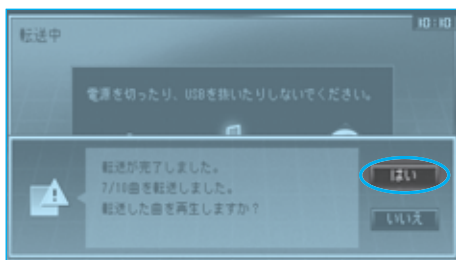 転送中
10:10
電源を切ったり、USBを抜いたりしないでください。
転送が完了しました。
7/10曲を転送しました。
転送した曲を再生しますか？
はい
いいえ